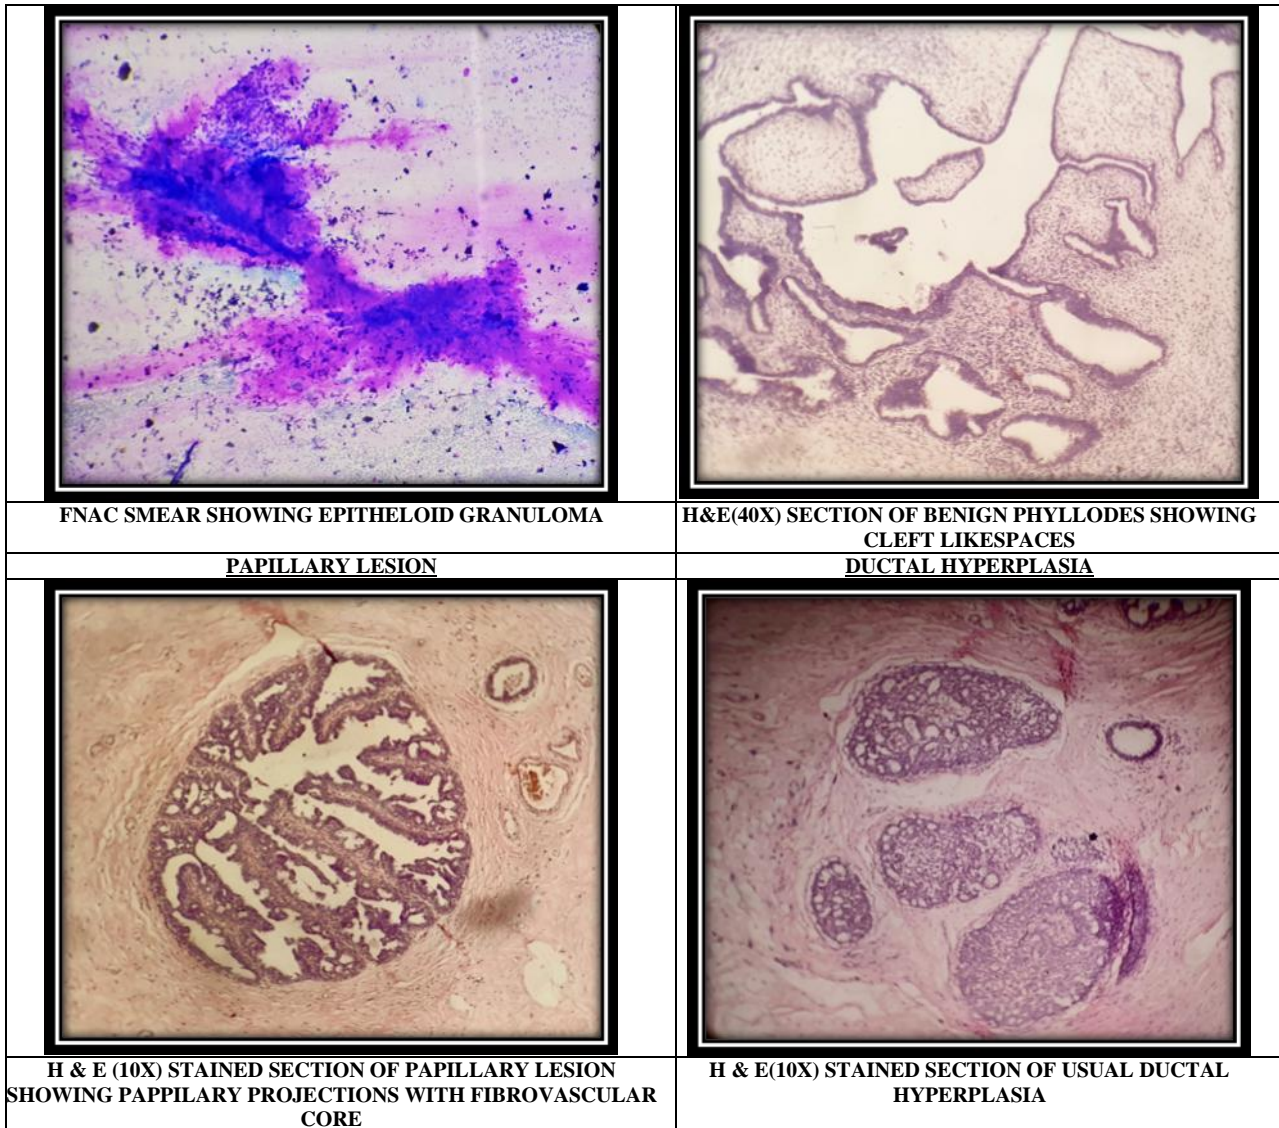 FNAC SMEAR SHOWING EPITHELOID GRANULOMA
H&E(40X) SECTION OF BENIGN PHYLLODES SHOWING
CLEFT LIKESPACES
PAPILLARY LESION
DUCTAL HYPERPLASIA
H & E (10X) STAINED SECTION OF PAPILLARY LESION
SHOWING PAPPILARY PROJECTIONS WITH FIBROVASCULAR
CORE
H & E(10X) STAINED SECTION OF USUAL DUCTAL
HYPERPLASIA